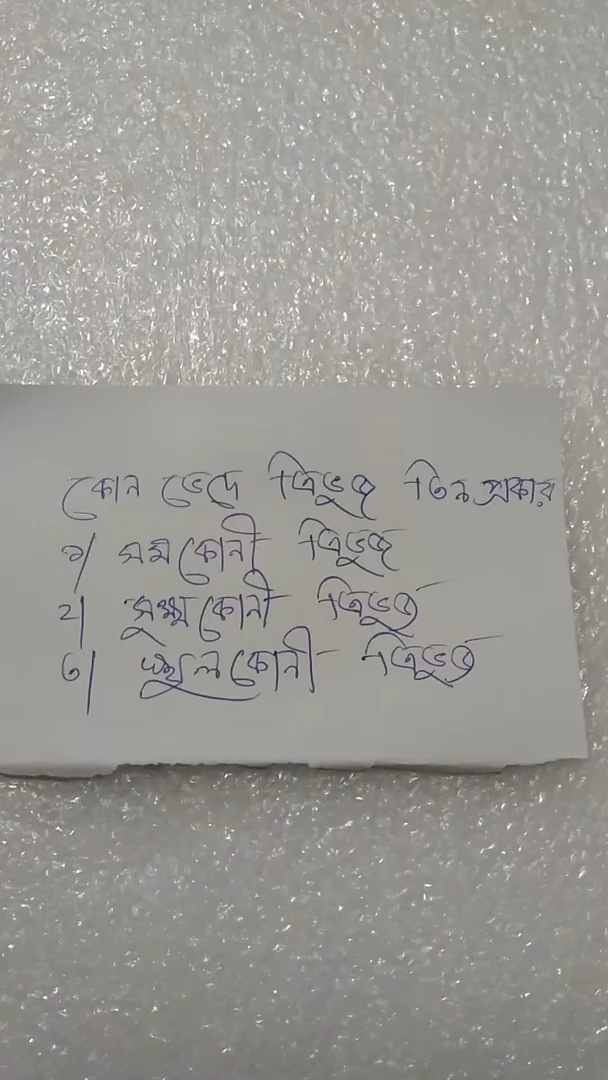 কোন ভেদে ত্রিভুজ তিন প্রকার
১/ সমকোনী ত্রিভুজ
২/ সুক্ষ্মকোনী ত্রিভুজ
৩/ স্থুলকোনী ত্রিভুজ